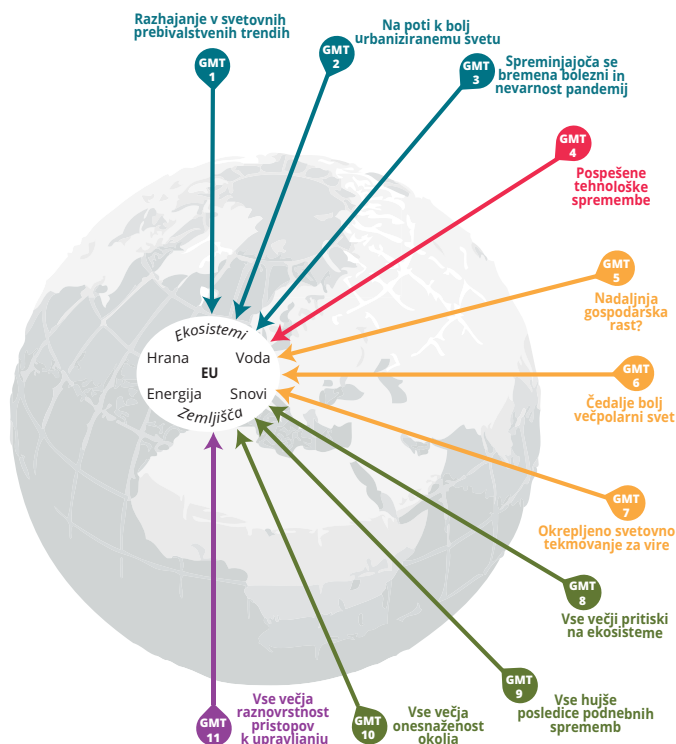 Razhajanje v svetovnih
prebivalstvenih trendih
GMT
1
Na poti k bolj
urbaniziranemu svetu
GMT
2
Spreminjajoča se
bremena bolezni in
nevarnost pandemij
GMT
3
GMT
4
Pospešene
tehnološke
spremembe
GMT
5
Nadaljnja
gospodarska
rast?
GMT
6
Čedalje bolj
večpolarni svet
GMT
7
Okrepljeno svetovno
tekmovanje za vire
GMT
8
Vse večji pritiski
na ekosisteme
GMT
9
Vse hujše
posledice podnebnih
sprememb
GMT
10
Vse večja
onesnaženost
okolja
GMT
11
Vse večja
raznovrstnost
pristopov
k upravljanju
Ekosistemi
Hrana Voda
EU
Energija Snovi
Zemljišča